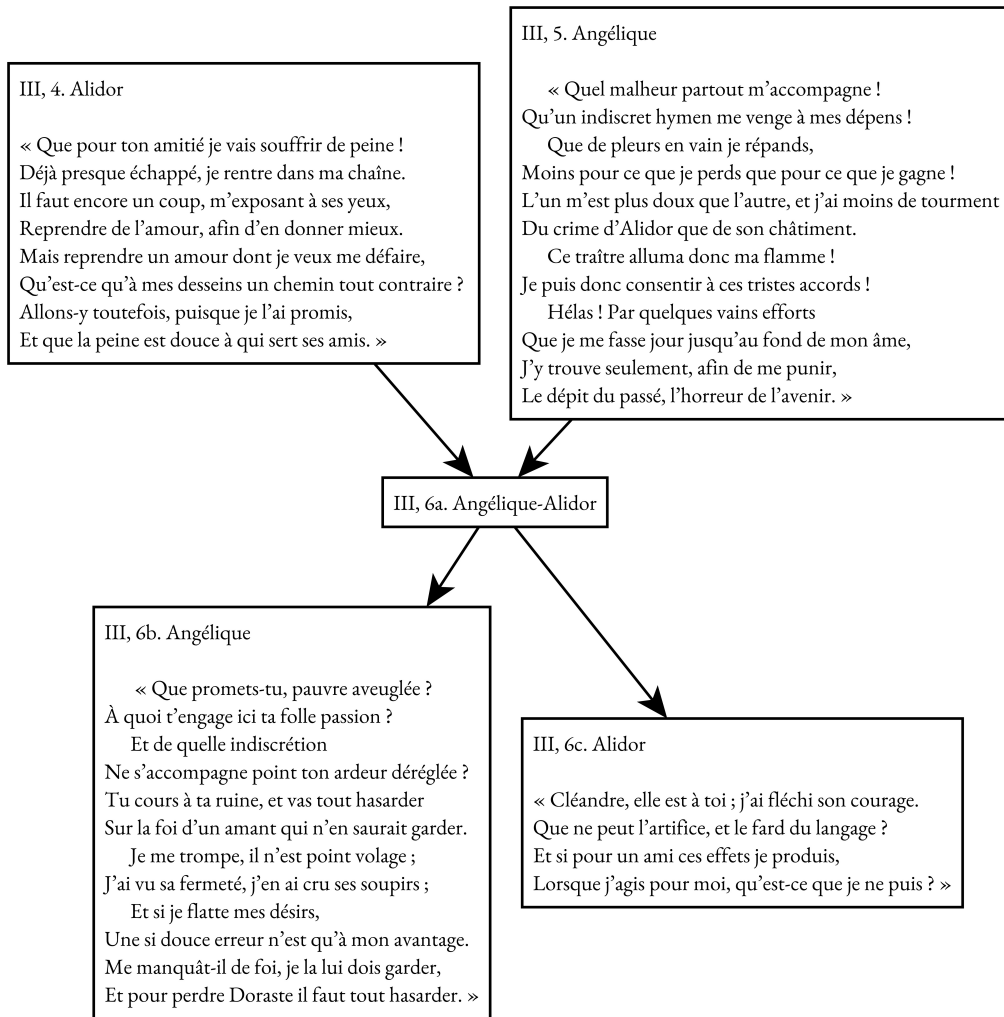 III, 4. Alidor
« Que pour ton amitié je vais souffrir de peine !
Déjà presque échappé, je rentre dans ma chaîne.
Il faut encore un coup, m’exposant à ses yeux,
Reprendre de l’amour, afin d’en donner mieux.
Mais reprendre un amour dont je veux me défaire,
Qu’est-ce qu’à mes desseins un chemin tout contraire ?
Allons-y toutefois, puisque je l’ai promis,
Et que la peine est douce à qui sert ses amis. »
III, 5. Angélique
« Quel malheur partout m’accompagne !
Qu’un indiscret hymen me venge à mes dépens !
Que de pleurs en vain je répands,
Moins pour ce que je perds que pour ce que je gagne !
L’un m’est plus doux que l’autre, et j’ai moins de tourment
Du crime d’Alidor que de son châtiment.
Ce traître alluma donc ma flamme !
Je puis donc consentir à ces tristes accords !
Hélas ! Par quelques vains efforts
Que je me fasse jour jusqu’au fond de mon âme,
J’y trouve seulement, afin de me punir,
Le dépit du passé, l’horreur de l’avenir. »
III, 6a. Angélique-Alidor
III, 6b. Angélique
« Que promets-tu, pauvre aveuglée ?
À quoi t’engage ici ta folle passion ?
Et de quelle indiscrétion
Ne s’accompagne point ton ardeur déréglée ?
Tu cours à ta ruine, et vas tout hasarder
Sur la foi d’un amant qui n’en saurait garder.
Je me trompe, il n’est point volage ;
J’ai vu sa fermeté, j’en ai cru ses soupirs ;
Et si je flatte mes désirs,
Une si douce erreur n’est qu’à mon avantage.
Me manquât-il de foi, je la lui dois garder,
Et pour perdre Doraste il faut tout hasarder. »
III, 6c. Alidor
« Cléandre, elle est à toi ; j’ai fléchi son courage.
Que ne peut l’artifice, et le fard du langage ?
Et si pour un ami ces effets je produis,
Lorsque j’agis pour moi, qu’est-ce que je ne puis ? »